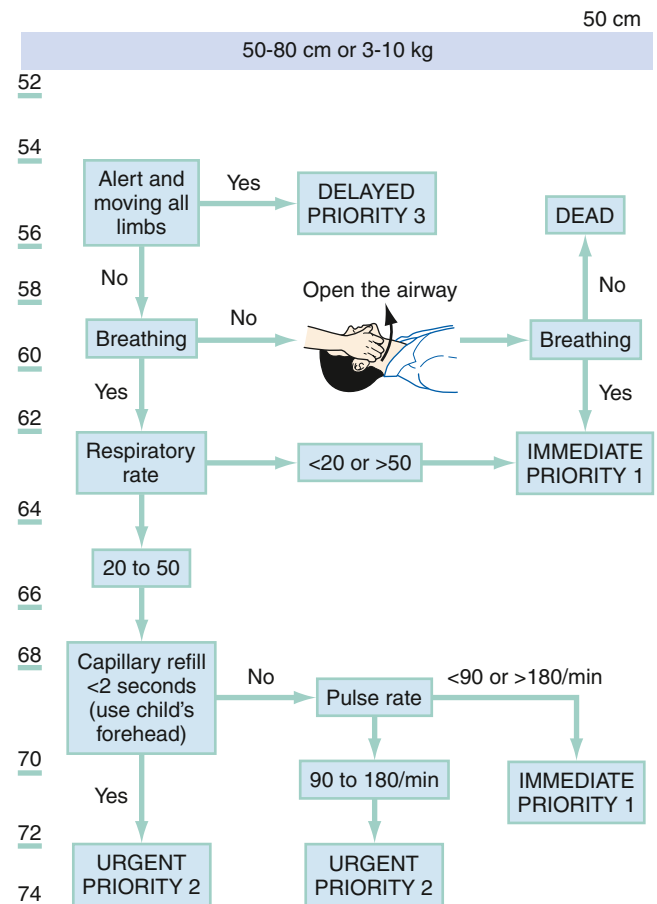 50 cm
50-80 cm or 3-10 kg
52
54
Alert and
moving all
limbs
Yes
DELAYED
PRIORITY 3
DEAD
56
No
No
58
Open the airway
Breathing
No
Breathing
60
Yes
Yes
62
Respiratory
rate
<20 or >50
IMMEDIATE
PRIORITY 1
64
20 to 50
66
68
Capillary refill
<2 seconds
(use child's
forehead)
No
Pulse rate
<90 or >180/min
70
90 to 180/min
IMMEDIATE
PRIORITY 1
Yes
72
URGENT
PRIORITY 2
URGENT
PRIORITY 2
74